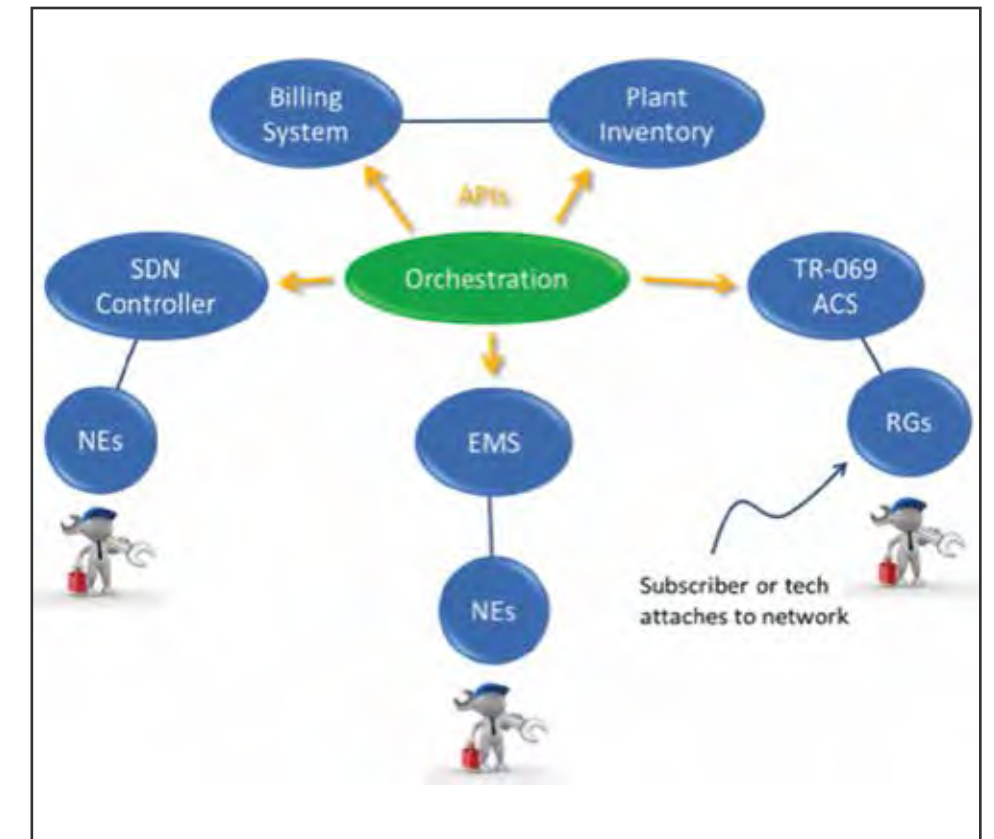 Billing
System
Plant
Inventory
APIs
SDN
Controller
Orchestration
TR-069
ACS
NEs
EMS
RGs
Subscriber or tech
attaches to network
NEs